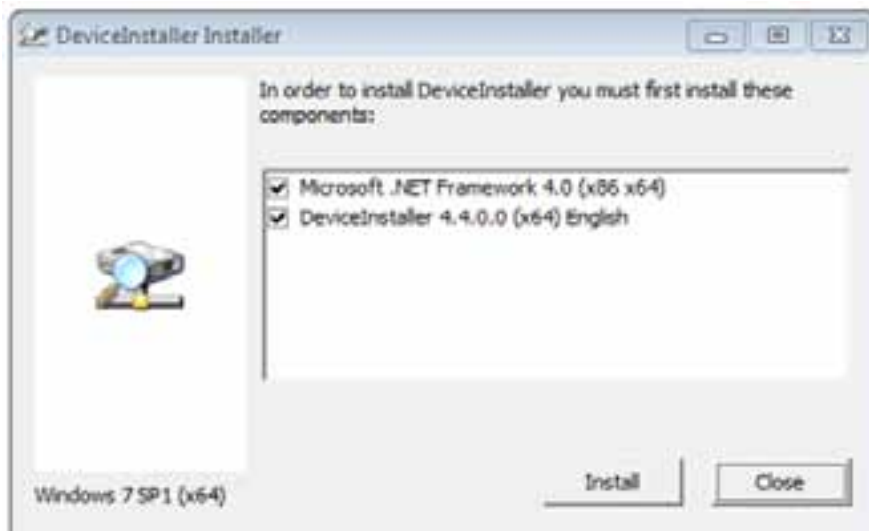 DeviceInstaller Installer
In order to install DeviceInstaller you must first install these
components:
Microsoft .NET Framework 4.0 (x86 x64)
DeviceInstaller 4.4.0.0 (x64) English
Windows 7 SP1 (x64)
Install
Close